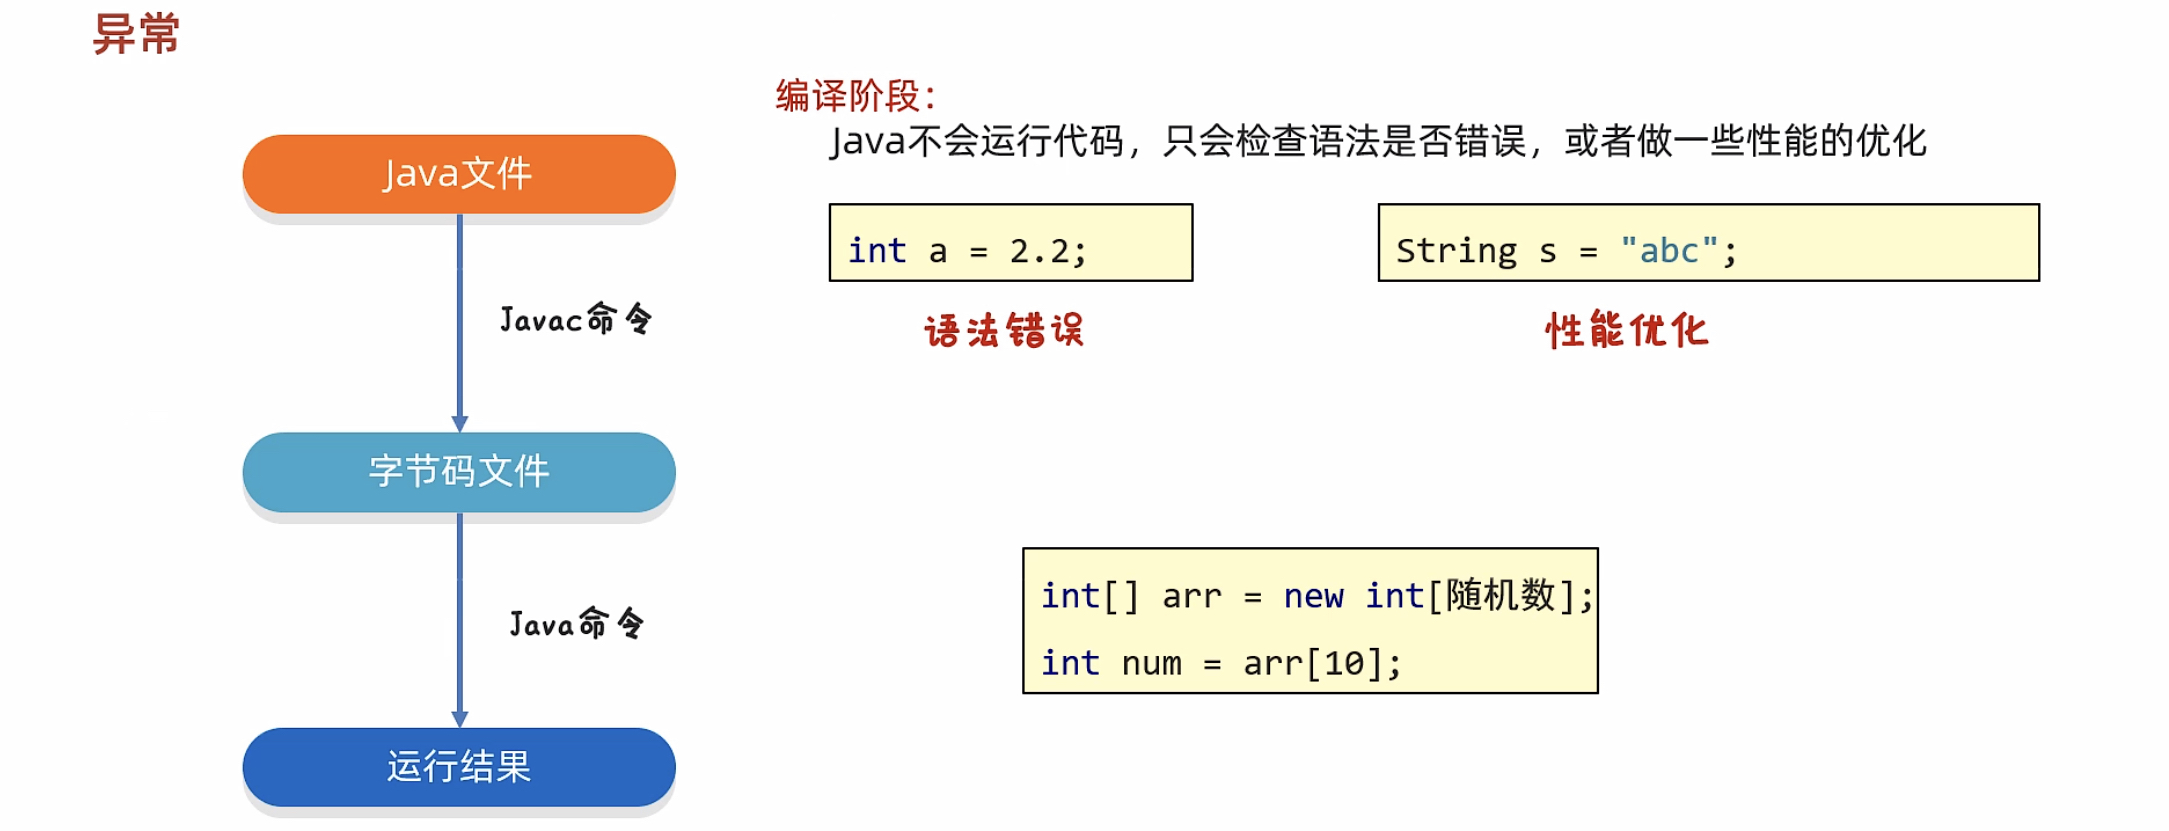 异常
编译阶段：
Java不会运行代码，只会检查语法是否错误，或者做一些性能的优化
Java文件
int a = 2.2;
String s = "abc";
Javac命令
语法错误
性能优化
字节码文件
int[] arr = new int[随机数];
Java命令
int num = arr[10];
运行结果